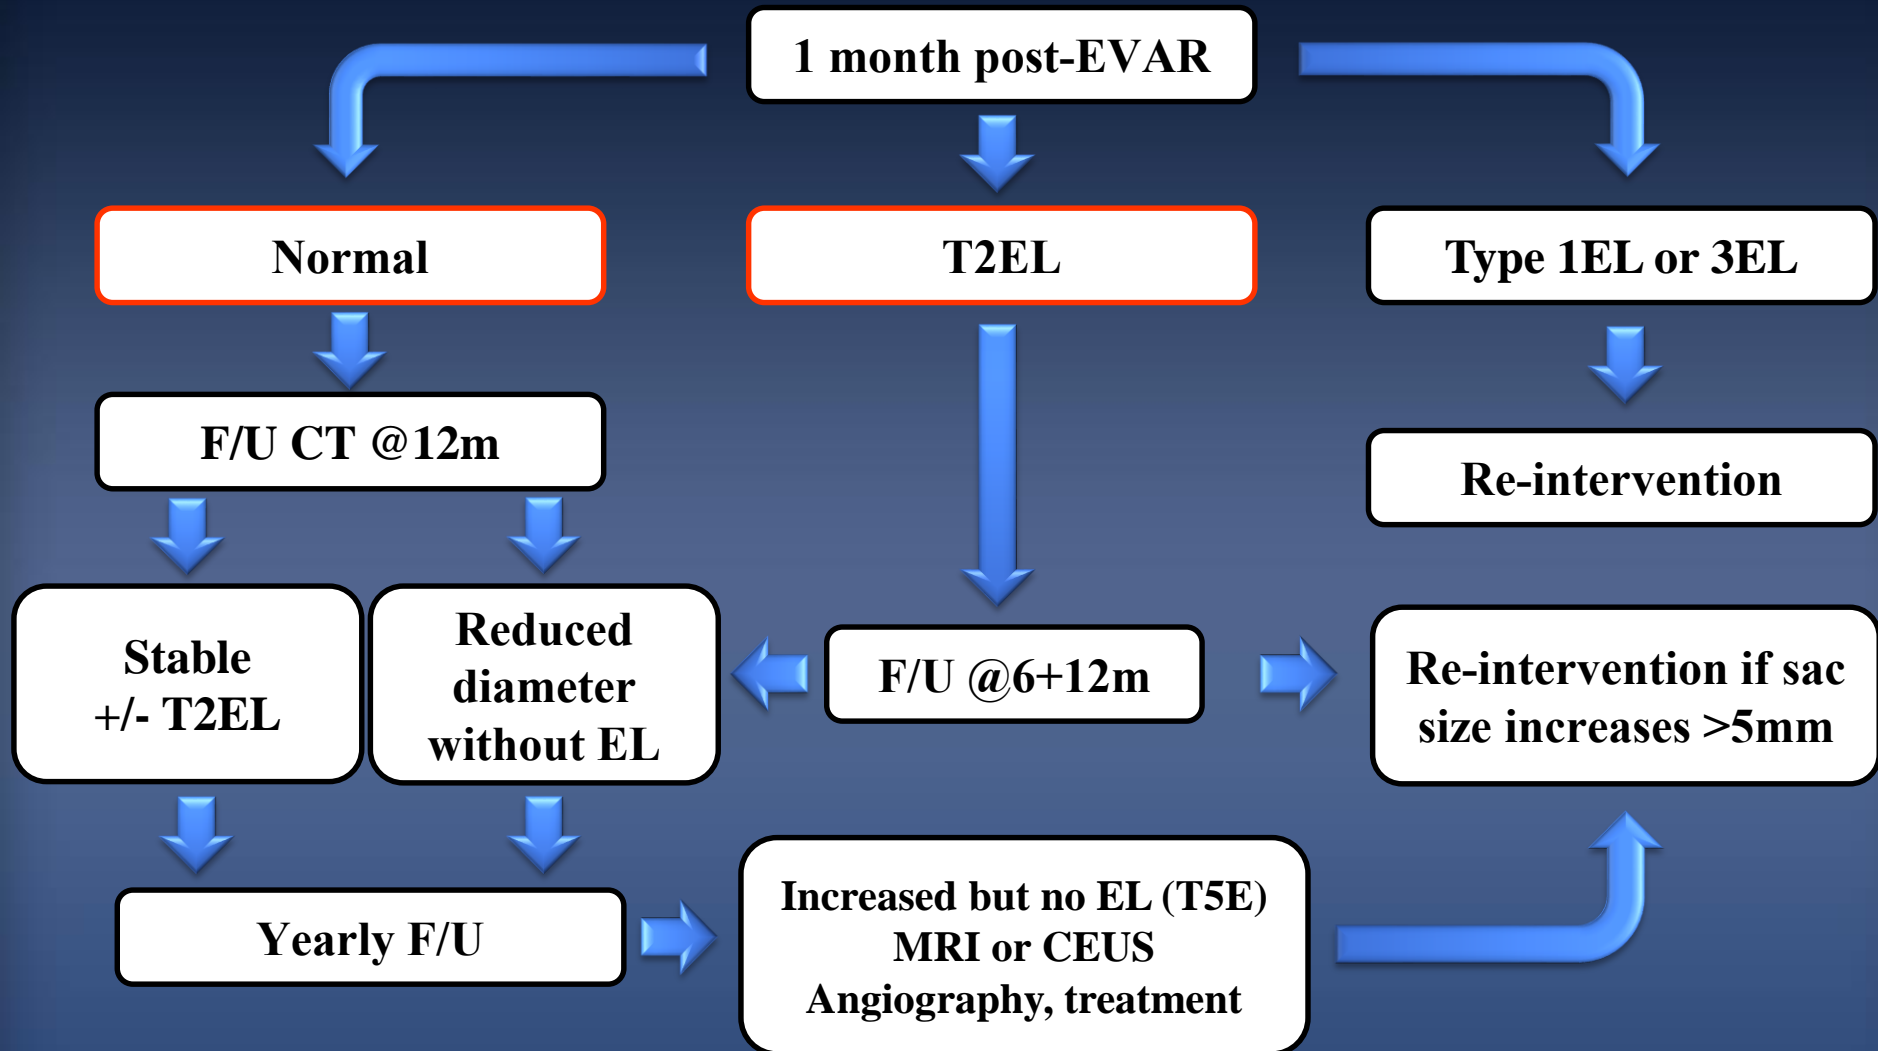 1 month post-EVAR
Normal
T2EL
Type 1EL or 3EL
F/U CT @12m
Re-intervention
Stable
+/- T2EL
Reduced
diameter
without EL
F/U @6+12m
Re-intervention if sac
size increases >5mm
Yearly F/U
Increased but no EL (T5E)
MRI or CEUS
Angiography, treatment